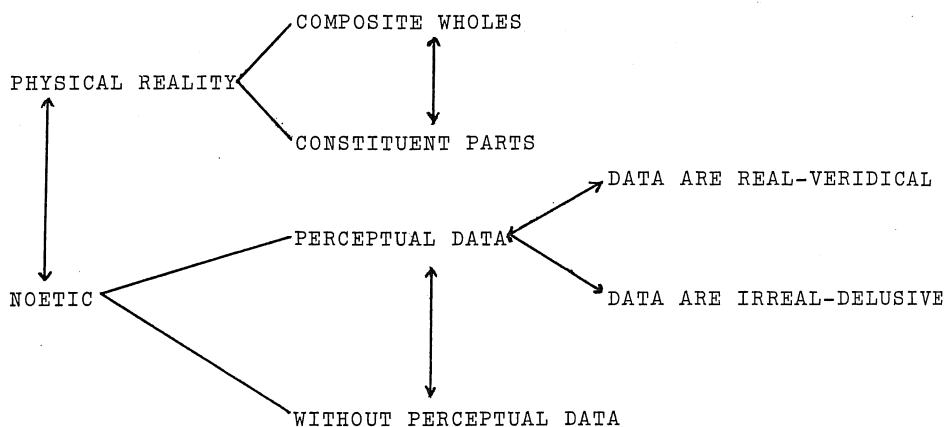 COMPOSITE WHOLES
PHYSICAL REALITY
CONSTITUENT PARTS
DATA ARE REAL-VERIDICAL
PERCEPTUAL DATA
NOETIC
DATA ARE IRREAL-DELUSIVE
WITHOUT PERCEPTUAL DATA